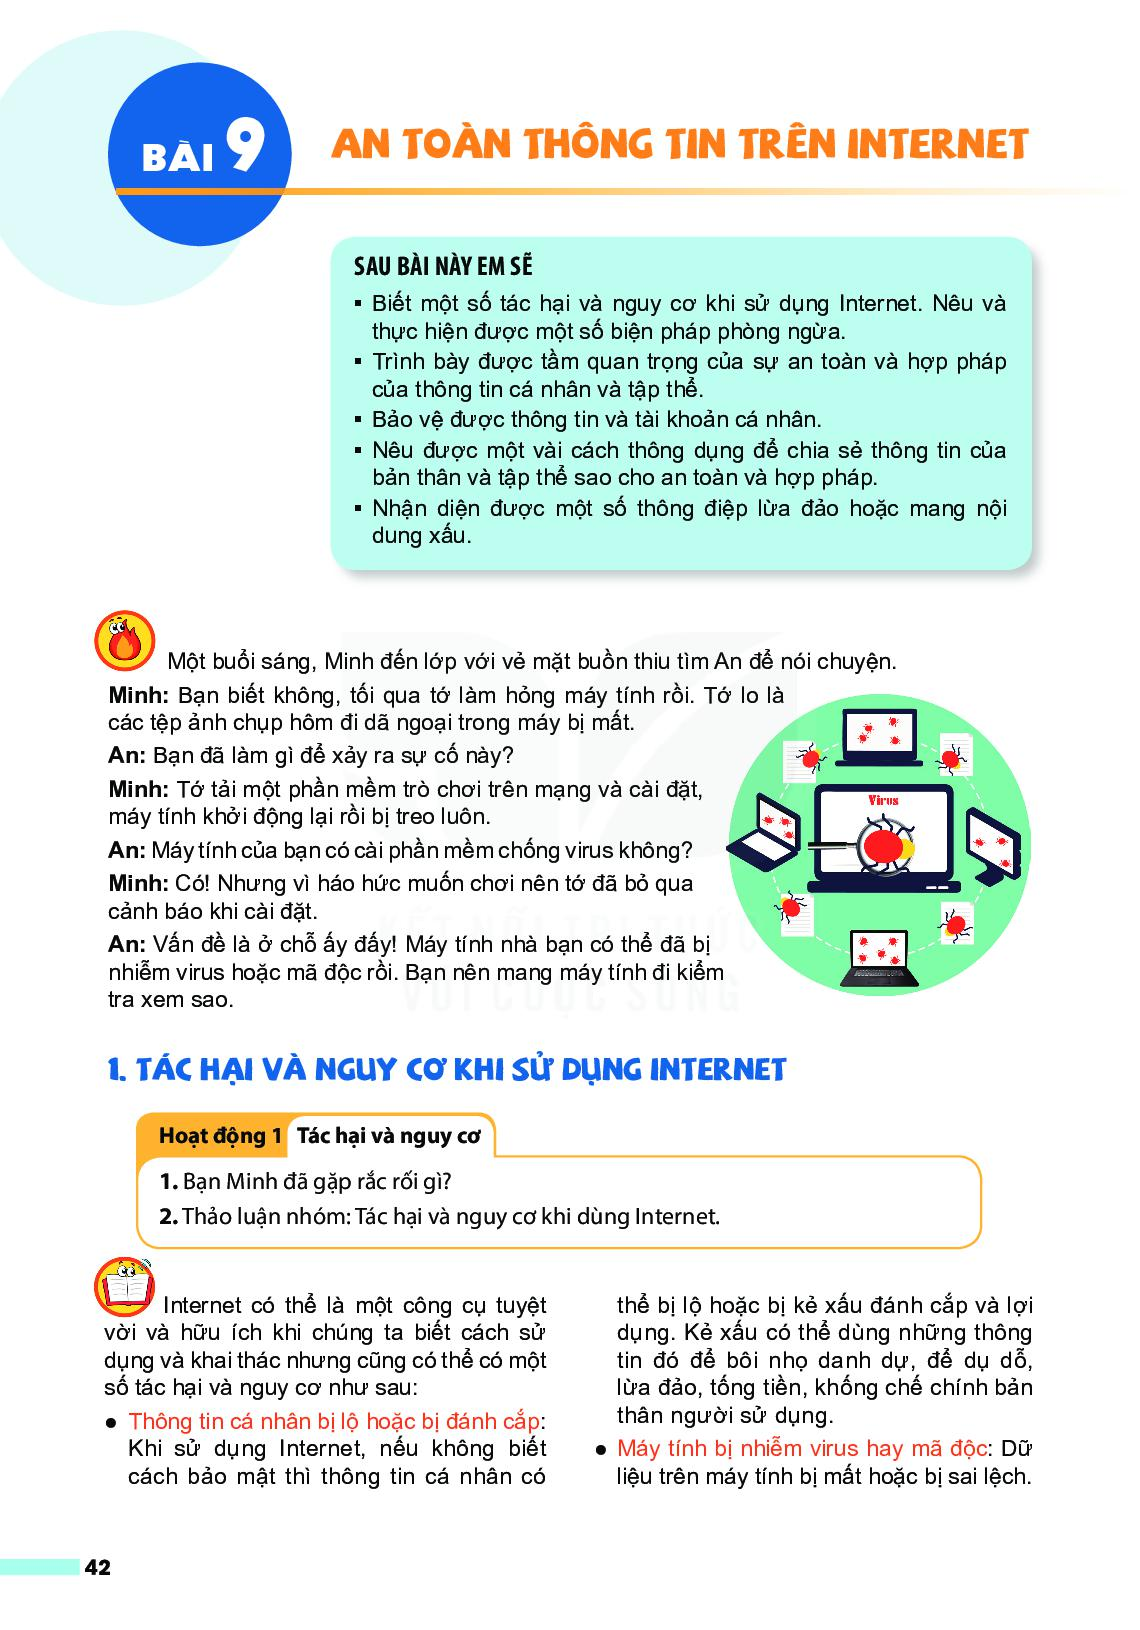 BÀI 9
AN TOÀN THÔNG TIN TRÊN INTERNET
SAU BÀI NÀY EM SẼ
▪ Biết một số tác hại và nguy cơ khi sử dụng Internet. Nêu và
thực hiện được một số biện pháp phòng ngừa.
▪ Trình bày được tầm quan trọng của sự an toàn và hợp pháp
của thông tin cá nhân và tập thể.
▪ Bảo vệ được thông tin và tài khoản cá nhân.
▪ Nêu được một vài cách thông dụng để chia sẻ thông tin của
bản thân và tập thể sao cho an toàn và hợp pháp.
▪ Nhận diện được một số thông điệp lừa đảo hoặc mang nội
dung xấu.
Một buổi sáng, Minh đến lớp với vẻ mặt buồn thiu tìm An để nói chuyện.
Minh: Bạn biết không, tối qua tớ làm hỏng máy tính rồi. Tớ lo là
các tệp ảnh chụp hôm đi dã ngoại trong máy bị mất.
An: Bạn đã làm gì để xảy ra sự cố này?
Minh: Tớ tải một phần mềm trò chơi trên mạng và cài đặt,
máy tính khởi động lại rồi bị treo luôn.
An: Máy tính của bạn có cài phần mềm chống virus không?
Minh: Có! Nhưng vì háo hức muốn chơi nên tớ đã bỏ qua
cảnh báo khi cài đặt.
An: Vấn đề là ở chỗ ấy đấy! Máy tính nhà bạn có thể đã bị
nhiễm virus hoặc mã độc rồi. Bạn nên mang máy tính đi kiểm
tra xem sao.
Virus
KẾT NỐI TRI THỨC
VỚI CUỘC SỐNG
1. TÁC HẠI VÀ NGUY CƠ KHI SỬ DỤNG INTERNET
Hoạt động 1 Tác hại và nguy cơ
1. Bạn Minh đã gặp rắc rối gì?
2. Thảo luận nhóm: Tác hại và nguy cơ khi dùng Internet.
Internet có thể là một công cụ tuyệt
vời và hữu ích khi chúng ta biết cách sử
dụng và khai thác nhưng cũng có thể có một
số tác hại và nguy cơ như sau:
● Thông tin cá nhân bị lộ hoặc bị đánh cắp:
Khi sử dụng Internet, nếu không biết
cách bảo mật thì thông tin cá nhân có
thể bị lộ hoặc bị kẻ xấu đánh cắp và lợi
dụng. Kẻ xấu có thể dùng những thông
tin đó để bôi nhọ danh dự, để dụ dỗ,
lừa đảo, tống tiền, khống chế chính bản
thân người sử dụng.
● Máy tính bị nhiễm virus hay mã độc: Dữ
liệu trên máy tính bị mất hoặc bị sai lệch.
42